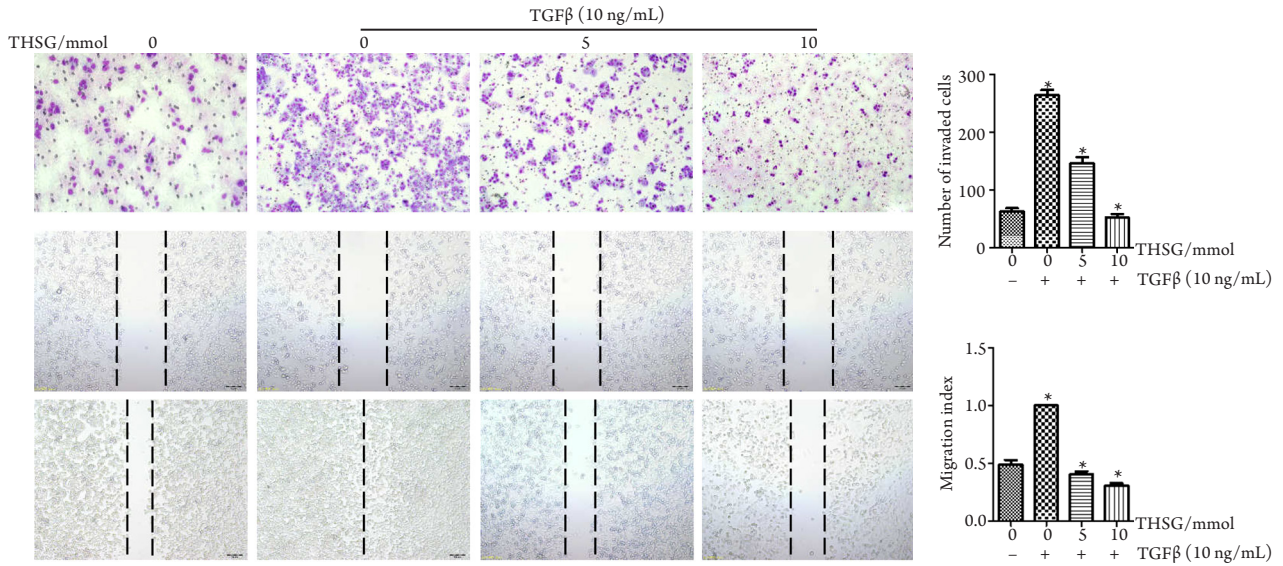 TGFβ (10 ng/mL)
THSG/mmol 0 0 5 10
300
200
100
0
Number of invaded cells
*
*
*
0 0 5 10 THSG/mmol
– + + + TGFβ (10 ng/mL)
1.5
1.0
0.5
0.0
Migration index
*
*
*
0 0 5 10 THSG/mmol
– + + + TGFβ (10 ng/mL)